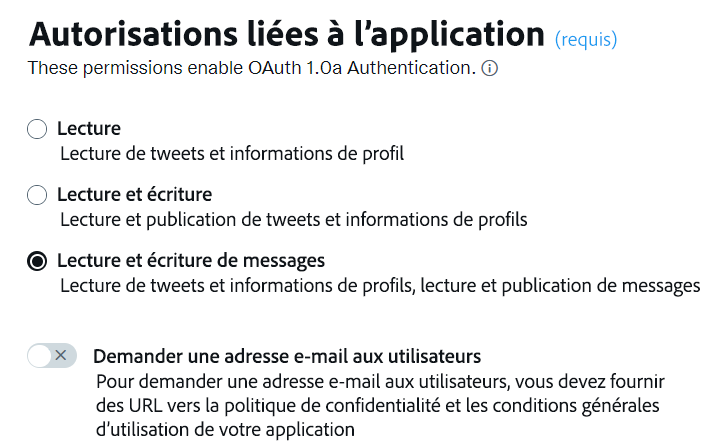 Autorisations liées à l'application (requis)
These permissions enable OAuth 1.0a Authentication.
Lecture
Lecture de tweets et informations de profil
Lecture et écriture
Lecture et publication de tweets et informations de profils
Lecture et écriture de messages
Lecture de tweets et informations de profils, lecture et publication de messages
Demander une adresse e-mail aux utilisateurs
Pour demander une adresse e-mail aux utilisateurs, vous devez fournir
des URL vers la politique de confidentialité et les conditions générales
d'utilisation de votre application